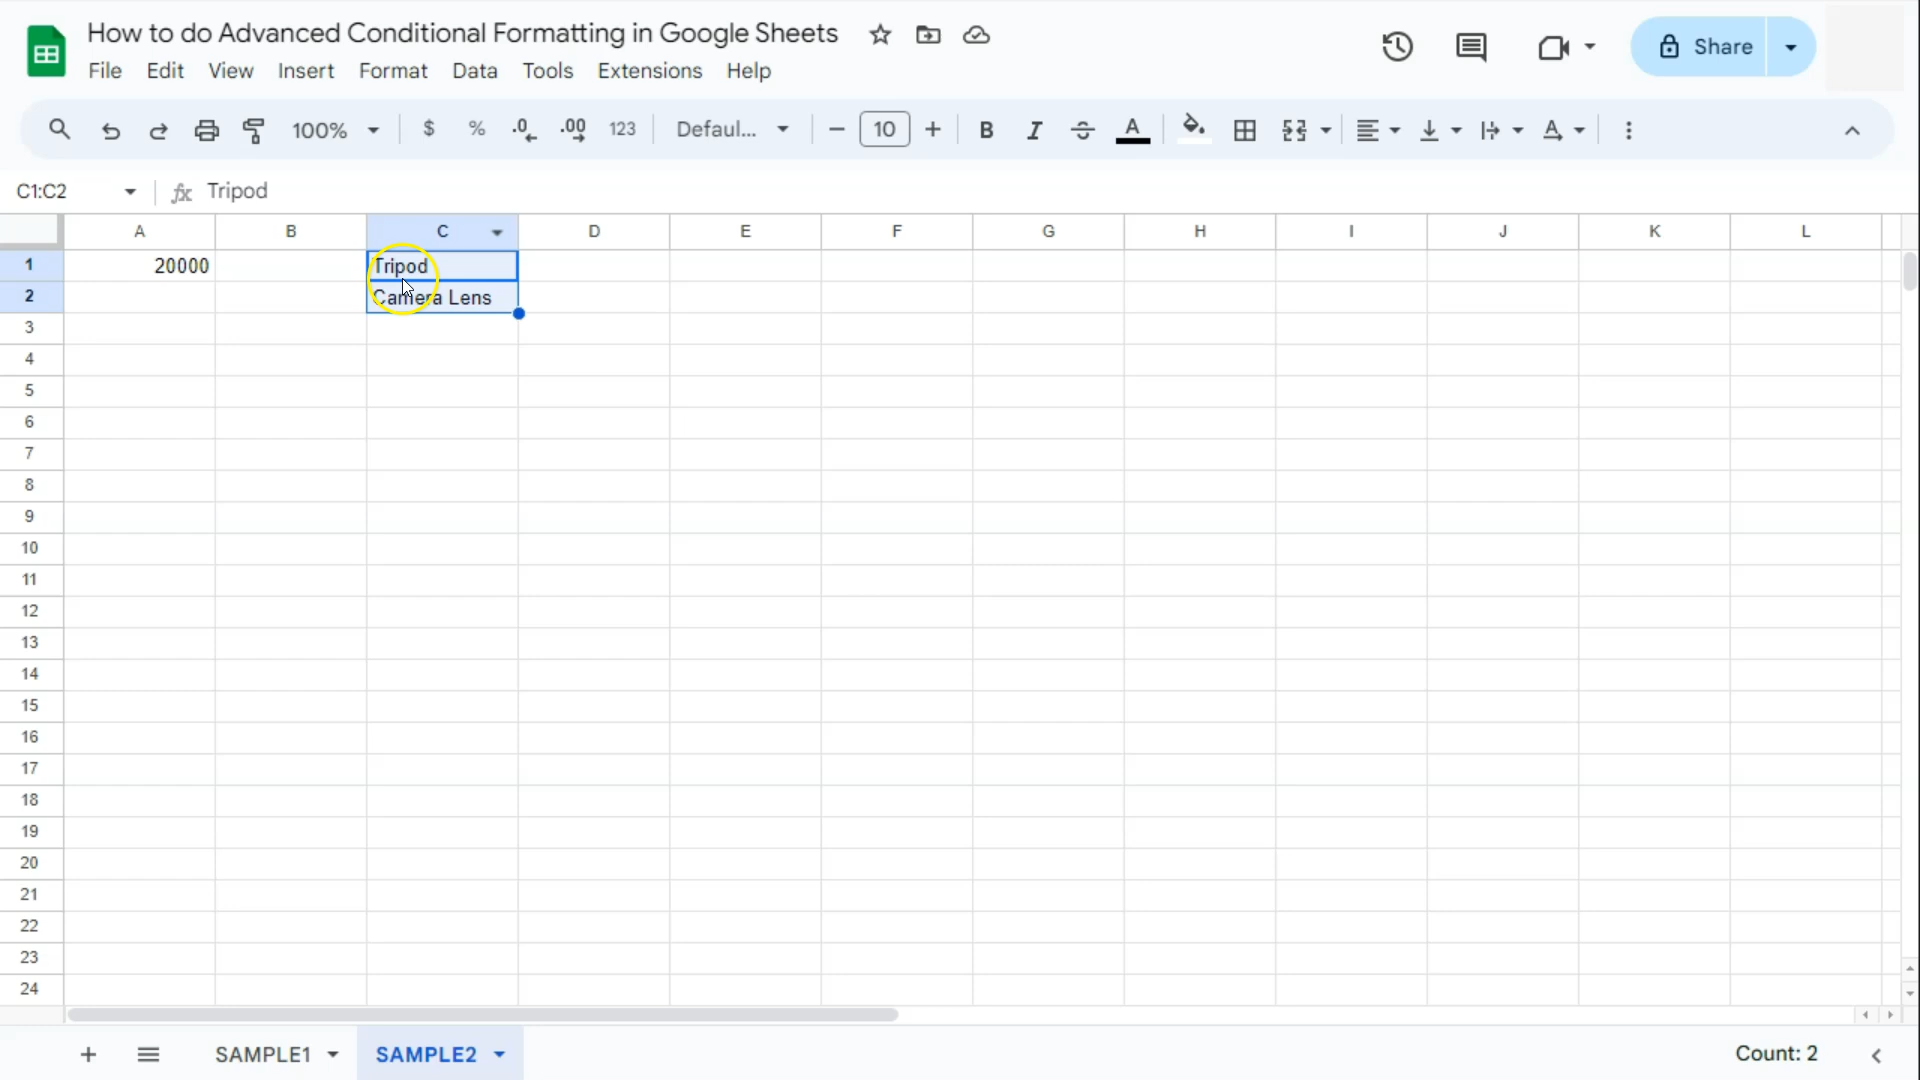 How to do Advanced Conditional Formatting in Google Sheets
File Edit View Insert Format Data Tools Extensions Help
Share
100% $ % .0 .00 123 Defaul... 10 B I A A
C1:C2 fx Tripod
A B C D E F G H I J K L
1 20000 Tripod
2 Camera Lens
3
4
5
6
7
8
9
10
11
12
13
14
15
16
17
18
19
20
21
22
23
24
SAMPLE1 SAMPLE2 Count: 2